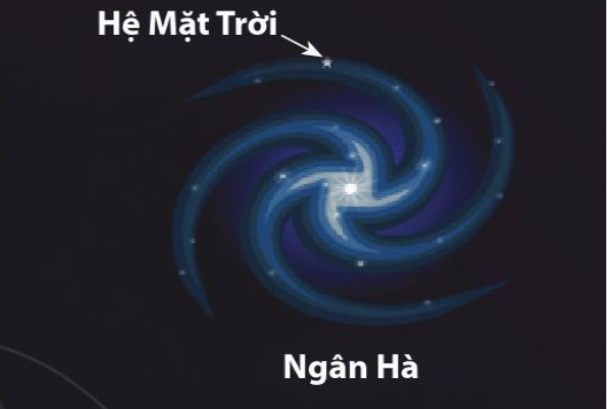 Hệ Mặt Trời
Ngân Hà